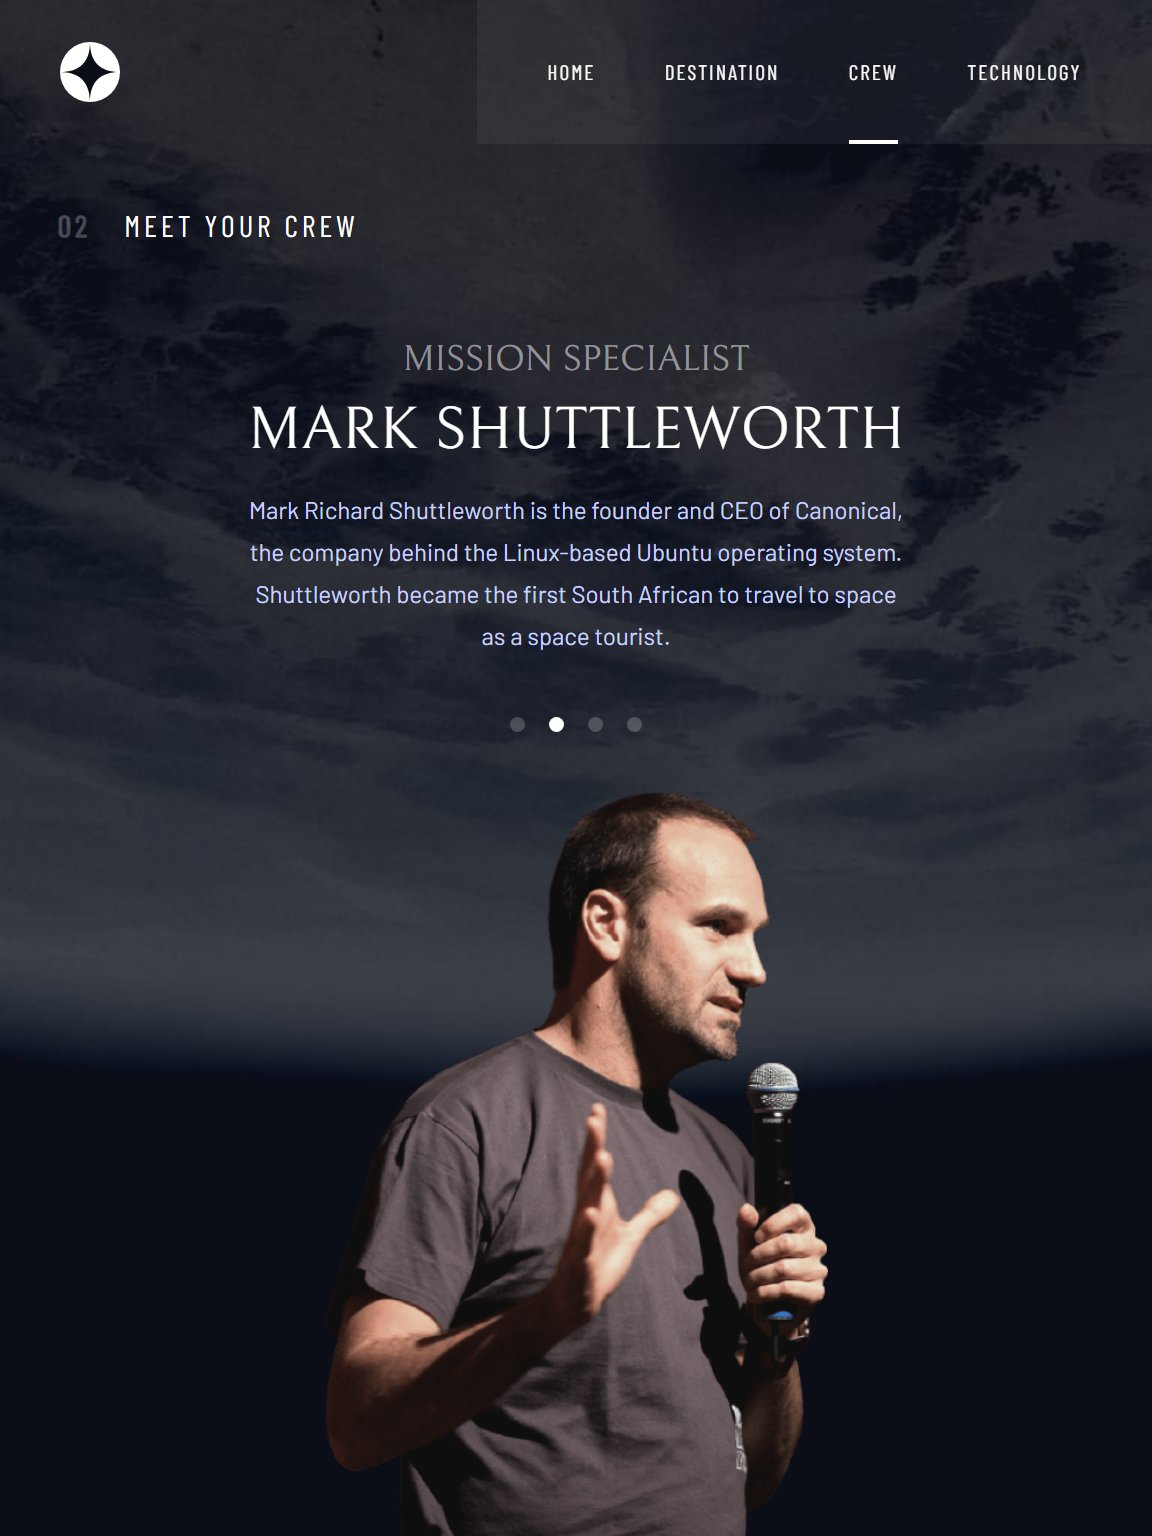 HOME DESTINATION CREW TECHNOLOGY
02 MEET YOUR CREW
MISSION SPECIALIST
MARK SHUTTLEWORTH
Mark Richard Shuttleworth is the founder and CEO of Canonical,
the company behind the Linux-based Ubuntu operating system.
Shuttleworth became the first South African to travel to space
as a space tourist.